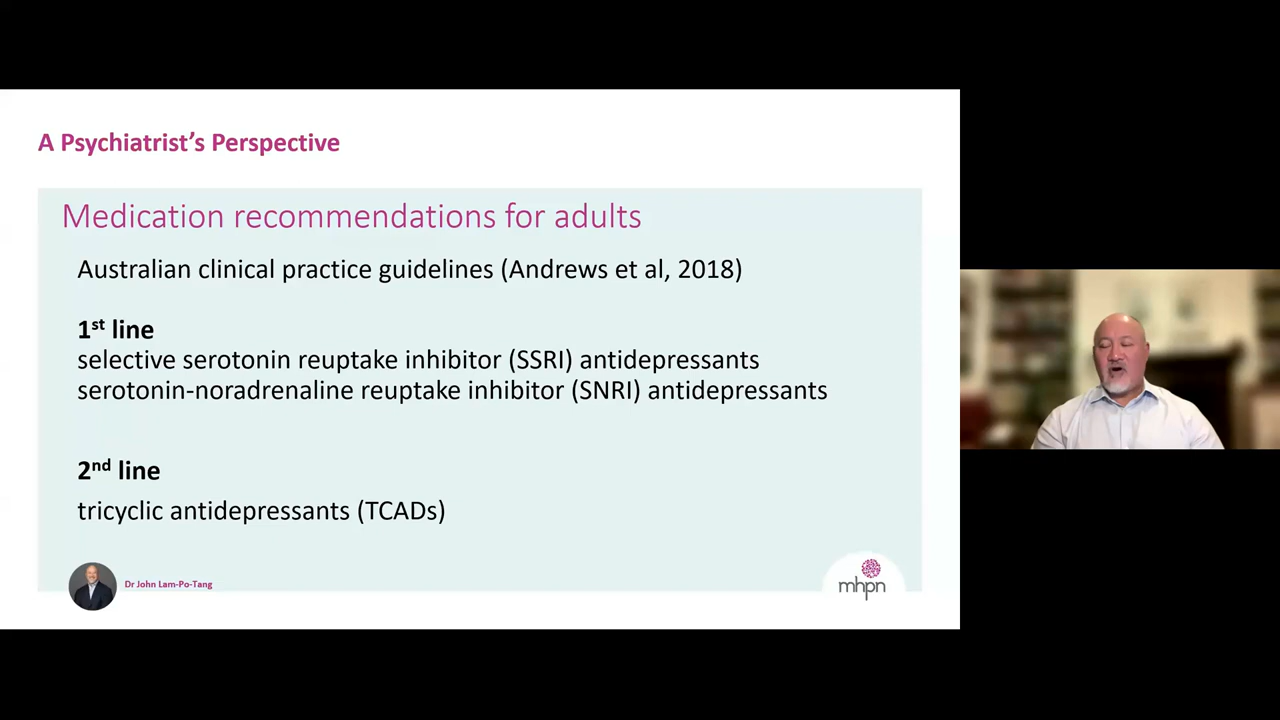 A Psychiatrist’s Perspective
Medication recommendations for adults
Australian clinical practice guidelines (Andrews et al, 2018)
1st line
selective serotonin reuptake inhibitor (SSRI) antidepressants
serotonin-noradrenaline reuptake inhibitor (SNRI) antidepressants
2nd line
tricyclic antidepressants (TCADs)
Dr John Lam-Po-Tang
mhpn